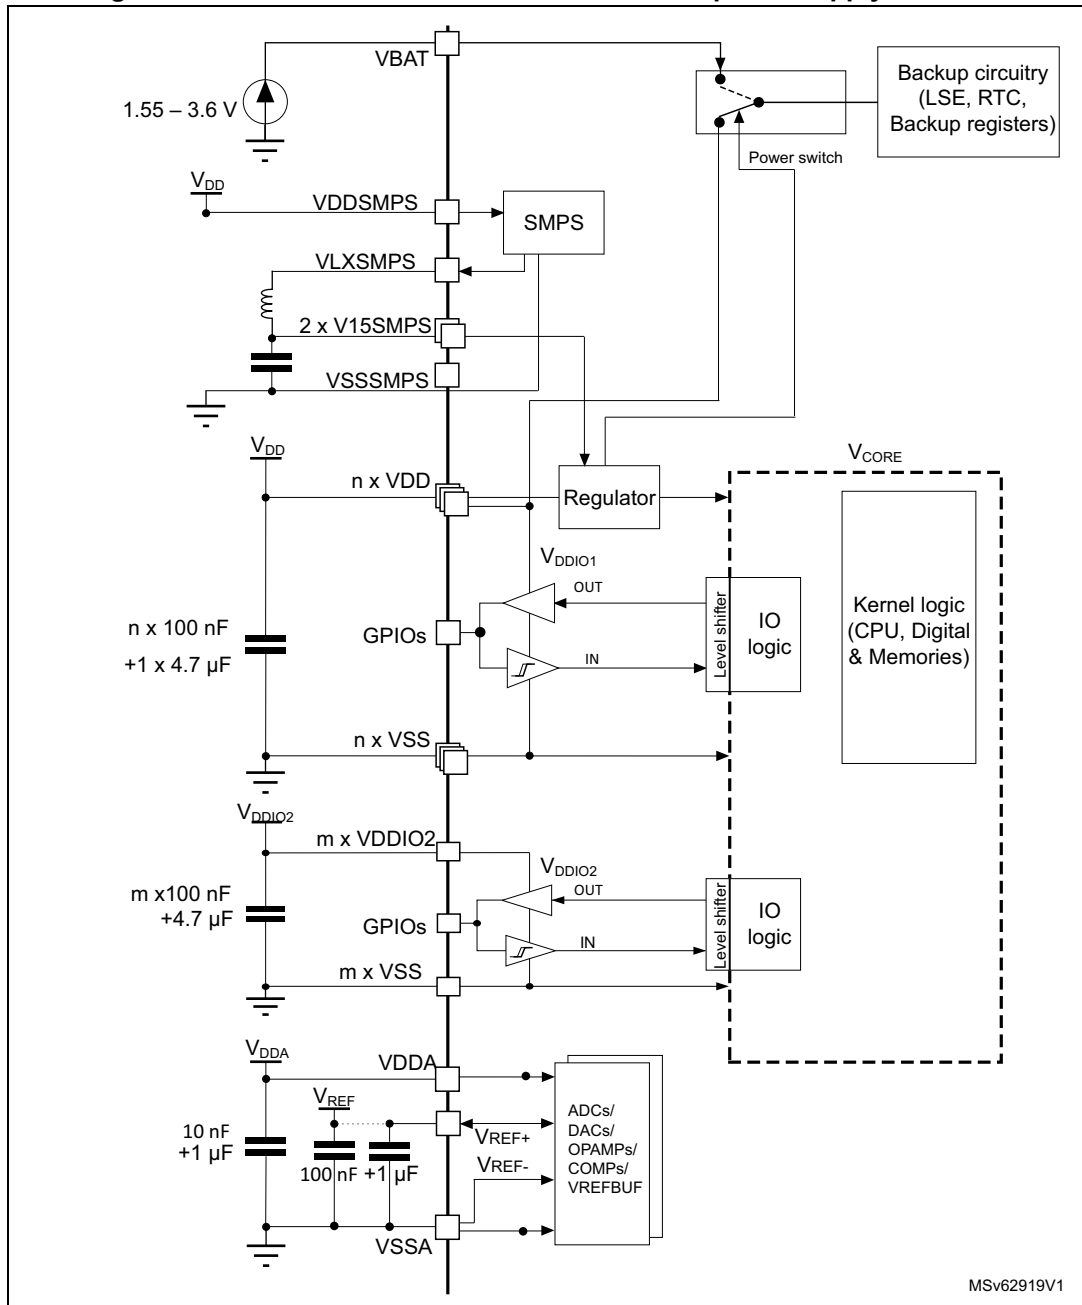 VBAT
1.55 – 3.6 V
Backup circuitry
(LSE, RTC,
Backup registers)
Power switch
VDD
VDDSMPS
SMPS
VLXSMPS
2 x V15SMPS
VSSSMPS
VDD
n x VDD
Regulator
VCORE
VDDIO1
OUT
GPIOs
IN
Level shifter
IO
logic
Kernel logic
(CPU, Digital
& Memories)
n x 100 nF
+1 x 4.7 µF
n x VSS
VDDIO2
m x VDDIO2
VDDIO2
OUT
m x100 nF
+4.7 µF
GPIOs
IN
Level shifter
IO
logic
m x VSS
VDDA
VDDA
VREF
10 nF
+1 µF
100 nF
+1 µF
VREF+
VREF-
ADCs/
DACs/
OPAMPs/
COMPs/
VREFBUF
VSSA
MSv62919V1